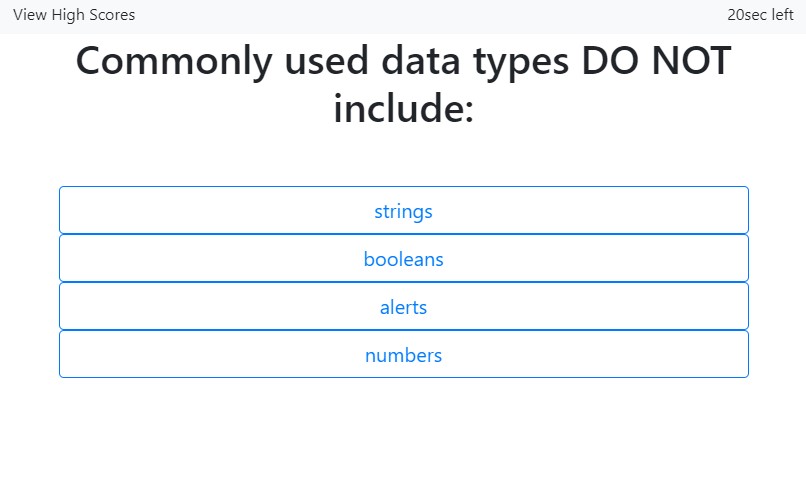 View High Scores
20sec left
Commonly used data types DO NOT
include:
strings
booleans
alerts
numbers